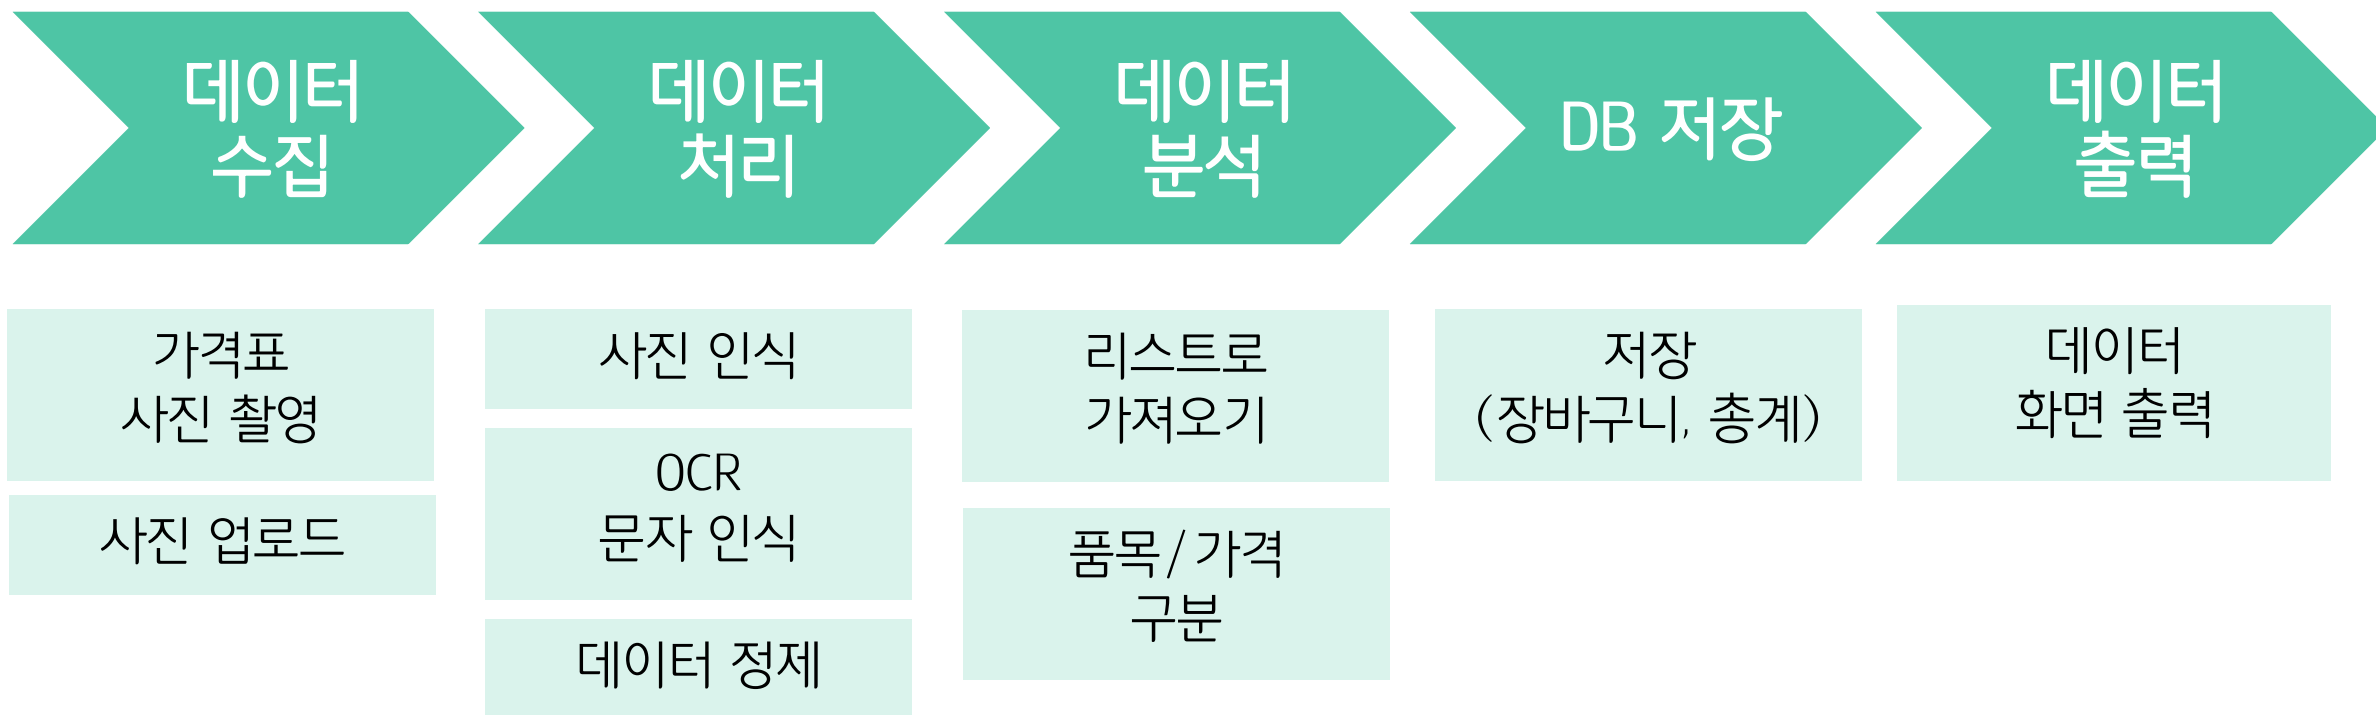 데이터
수집
데이터
처리
데이터
분석
DB 저장
데이터
출력
가격표
사진 촬영
사진 업로드
사진 인식
OCR
문자 인식
데이터 정제
리스트로
가져오기
품목/가격
구분
저장
(장바구니, 총계)
데이터
화면 출력